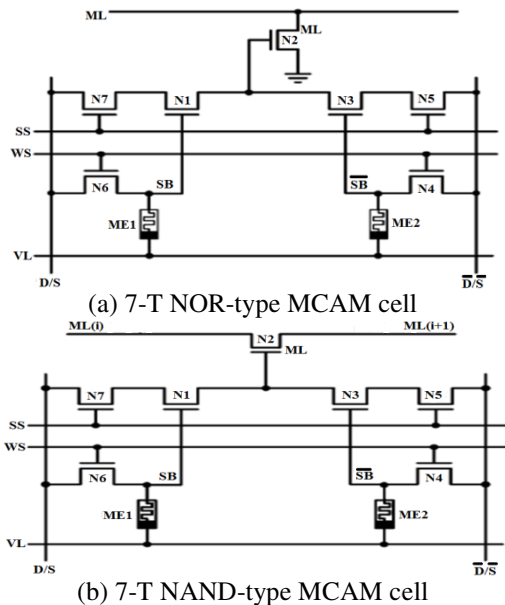 ML
ML
N2
N7 N1 N3 N5
SS
WS
N6 SB S̅B̅ N4
ME1 ME2
VL
D/S D̅/S̅
(a) 7-T NOR-type MCAM cell
ML(i) N2 ML(i+1)
ML
N7 N1 N3 N5
SS
WS
N6 SB S̅B̅ N4
ME1 ME2
VL
D/S D̅/S̅
(b) 7-T NAND-type MCAM cell